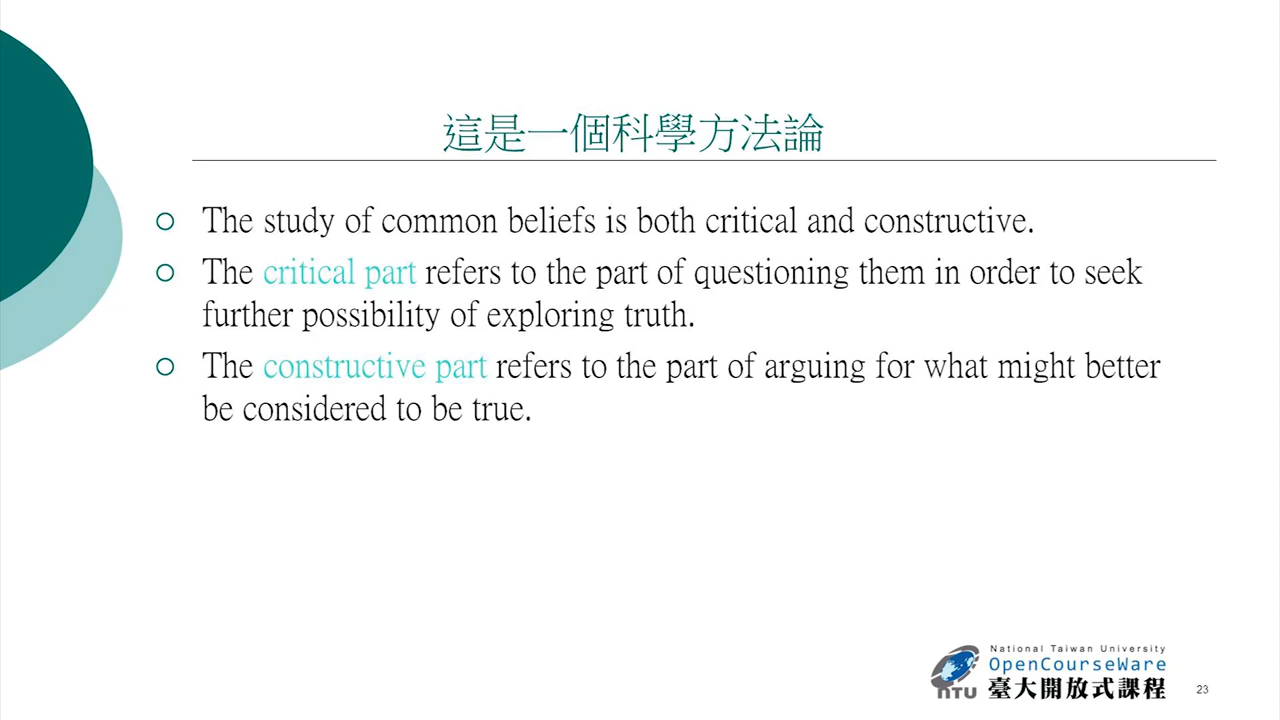 這是一個科學方法論
The study of common beliefs is both critical and constructive.
The critical part refers to the part of questioning them in order to seek
further possibility of exploring truth.
The constructive part refers to the part of arguing for what might better
be considered to be true.
National Taiwan University
OpenCourseWare
NTU 臺大開放式課程
23